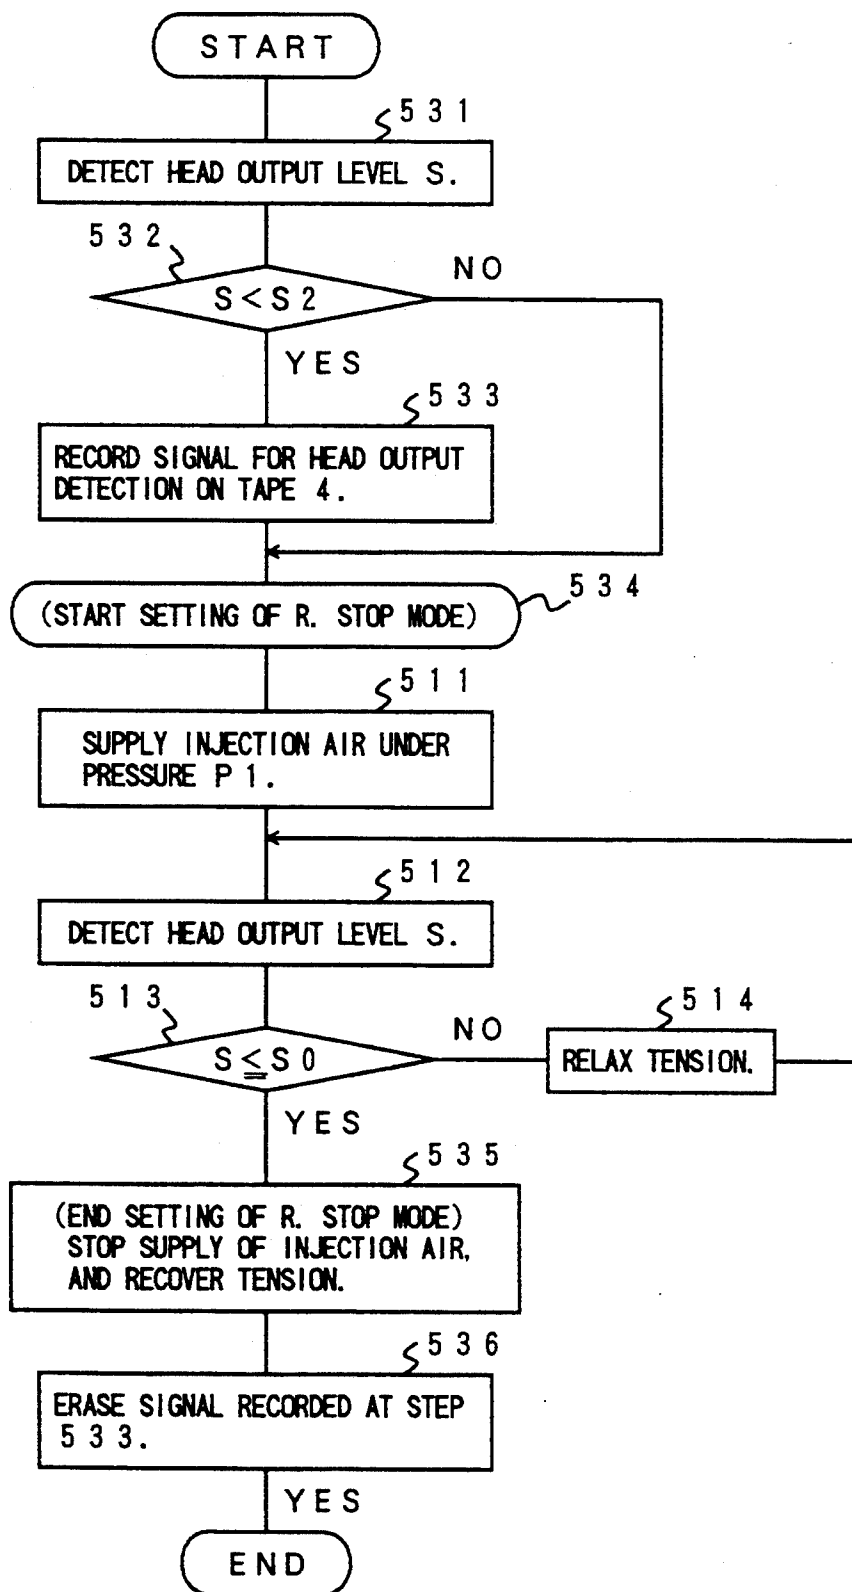 START
531
DETECT HEAD OUTPUT LEVEL S.
532
S<S2
NO
YES
533
RECORD SIGNAL FOR HEAD OUTPUT
DETECTION ON TAPE 4.
(START SETTING OF R. STOP MODE)
534
511
SUPPLY INJECTION AIR UNDER
PRESSURE P1.
512
DETECT HEAD OUTPUT LEVEL S.
513
S≦S0
NO
514
RELAX TENSION.
YES
535
(END SETTING OF R. STOP MODE)
STOP SUPPLY OF INJECTION AIR,
AND RECOVER TENSION.
536
ERASE SIGNAL RECORDED AT STEP
533.
YES
END